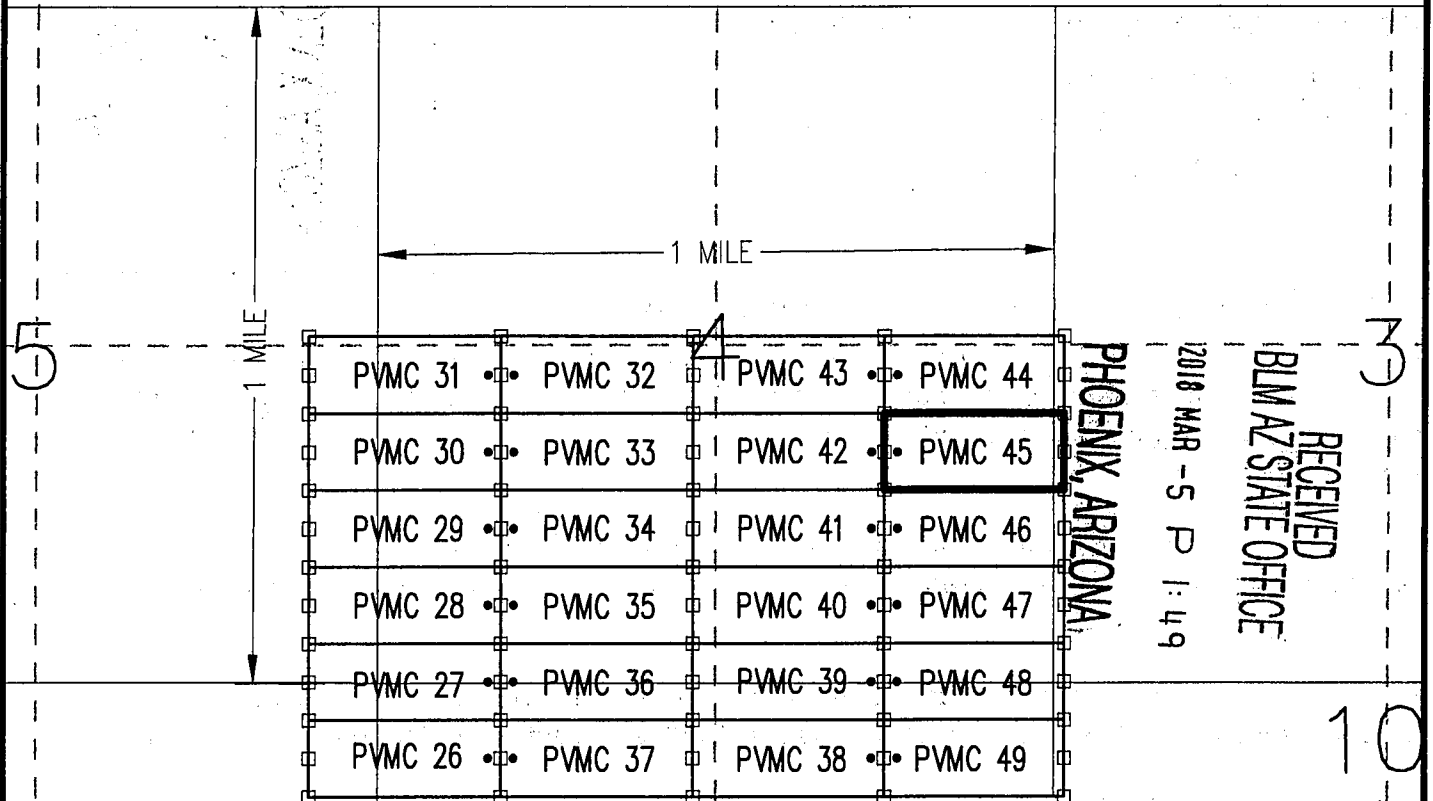 1 MILE
1 MILE
5
4
3
PVMC 31 PVMC 32 PVMC 43 PVMC 44
PVMC 30 PVMC 33 PVMC 42 PVMC 45
PVMC 29 PVMC 34 PVMC 41 PVMC 46
PVMC 28 PVMC 35 PVMC 40 PVMC 47
PVMC 27 PVMC 36 PVMC 39 PVMC 48
PVMC 26 PVMC 37 PVMC 38 PVMC 49
10
RECEIVED
BLM AZ STATE OFFICE
2018 MAR -5 P 1:49
PHOENIX, ARIZONA